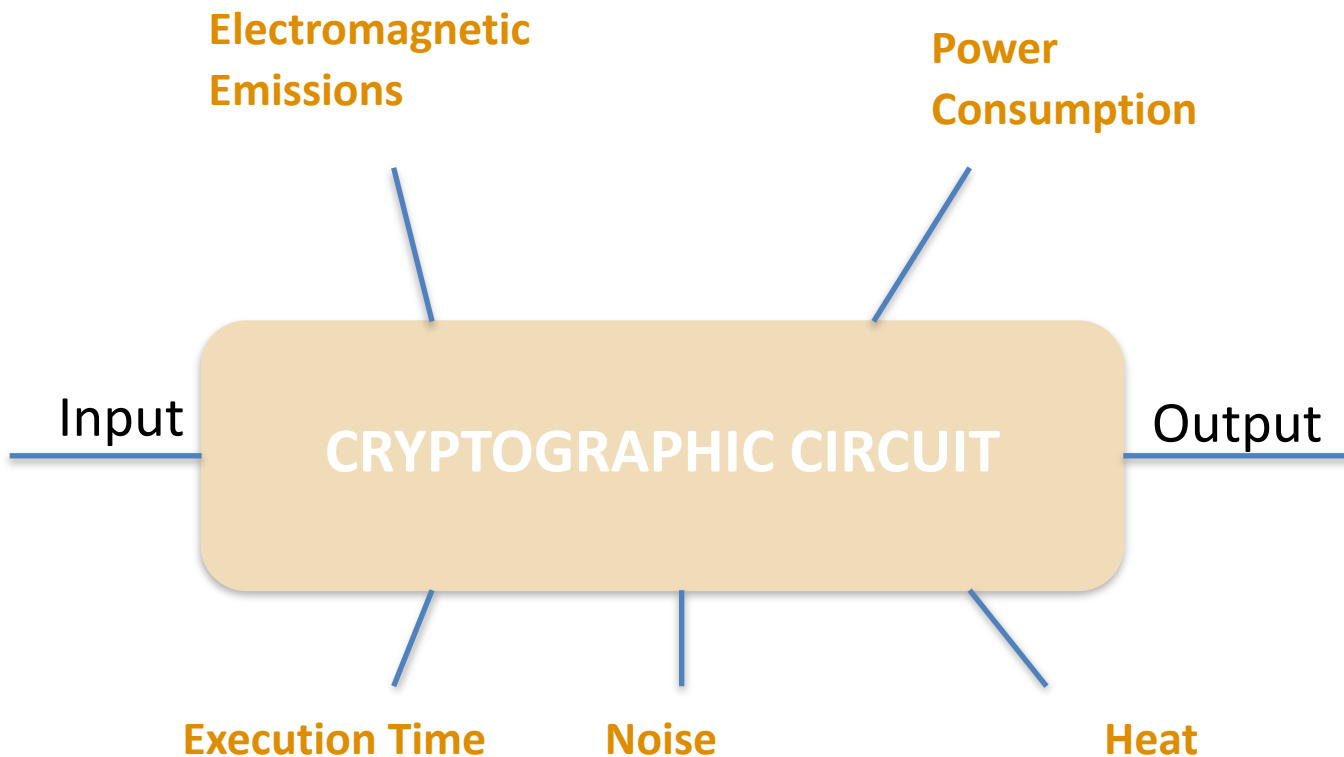 Electromagnetic
Emissions
Power
Consumption
Input
CRYPTOGRAPHIC CIRCUIT
Output
Execution Time
Noise
Heat